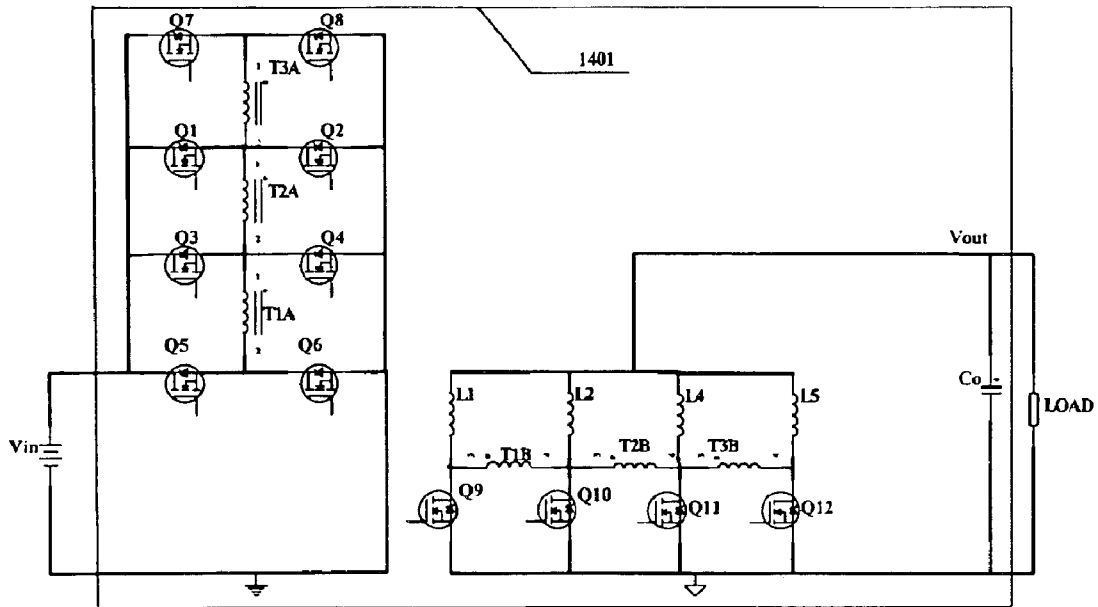 Q7 Q8
1401
T3A
Q1 Q2
T2A
Q3 Q4
Vout
T1A
Q5 Q6
L1 L2 L4 L5
Co
LOAD
Vin
T1B T2B T3B
Q9 Q10 Q11 Q12